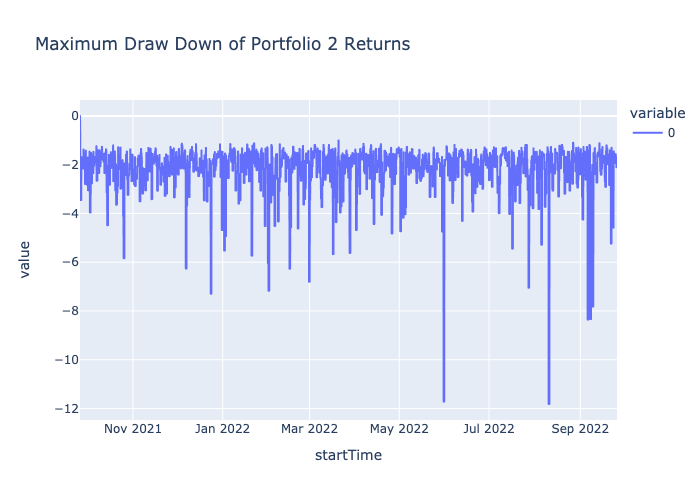 Maximum Draw Down of Portfolio 2 Returns
variable
0
0
−2
−4
−6
−8
−10
−12
value
Nov 2021
Jan 2022
Mar 2022
May 2022
Jul 2022
Sep 2022
startTime